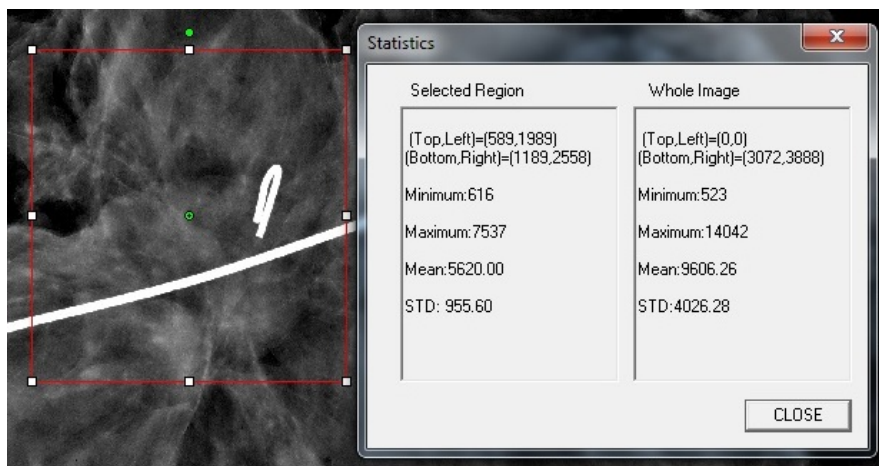 Statistics
Selected Region
Whole Image
(Top,Left)=(589,1989)
(Bottom,Right)=(1189,2558)
Minimum:616
Maximum:7537
Mean:5620.00
STD: 955.60
(Top,Left)=(0,0)
(Bottom,Right)=(3072,3888)
Minimum:523
Maximum:14042
Mean:9606.26
STD:4026.28
CLOSE